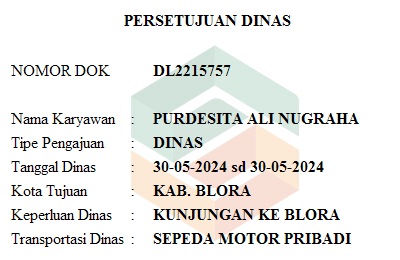 PERSETUJUAN DINAS
NOMOR DOK DL2215757
Nama Karyawan : PURDESITA ALI NUGRAHA
Tipe Pengajuan : DINAS
Tanggal Dinas : 30-05-2024 sd 30-05-2024
Kota Tujuan : KAB. BLORA
Keperluan Dinas : KUNJUNGAN KE BLORA
Transportasi Dinas : SEPEDA MOTOR PRIBADI